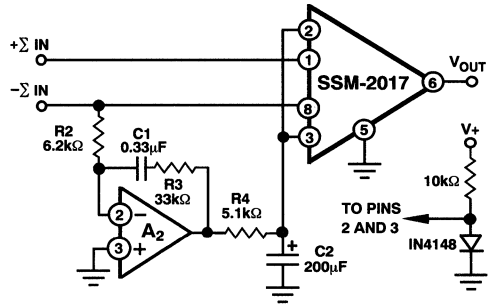 +Σ IN
−Σ IN
2
1
8
3
SSM-2017
6
5
VOUT
R2
6.2kΩ
C1
0.33µF
R3
33kΩ
2
−
3
+
A2
R4
5.1kΩ
+
C2
200µF
V+
10kΩ
TO PINS
2 AND 3
IN4148